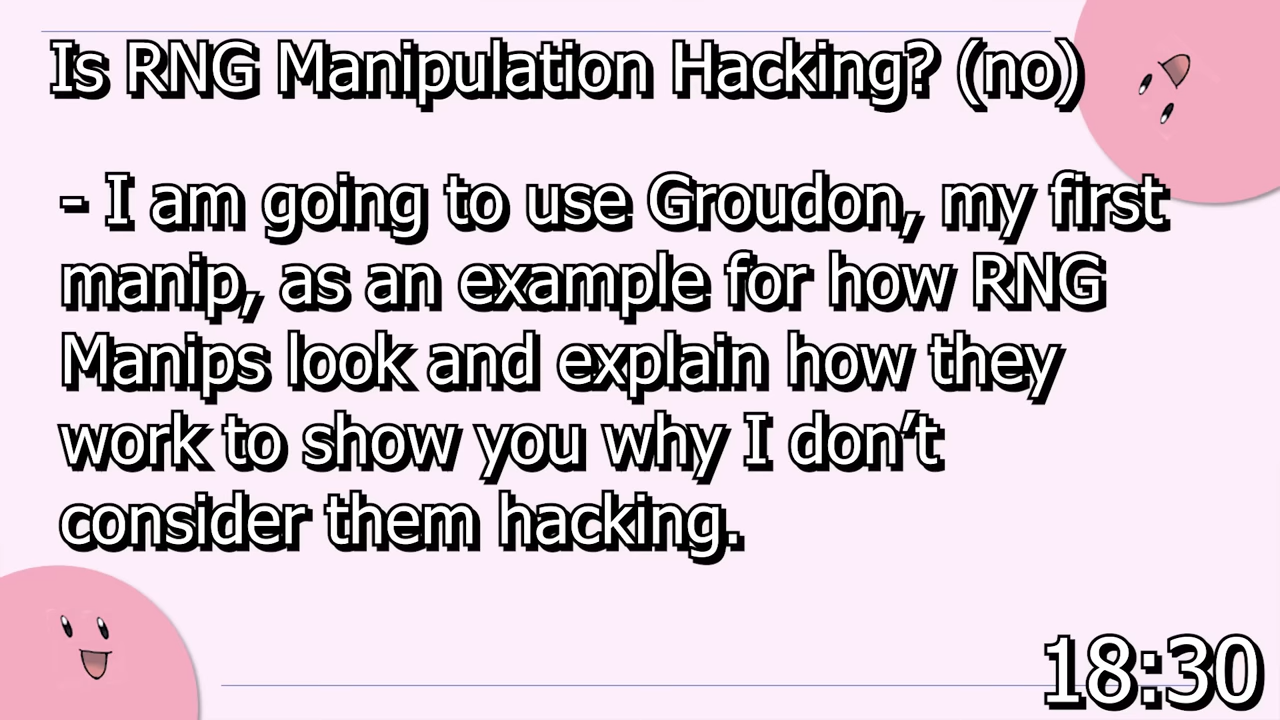 Is RNG Manipulation Hacking? (no)
- I am going to use Groudon, my first
manip, as an example for how RNG
Manips look and explain how they
work to show you why I don’t
consider them hacking.
18:30